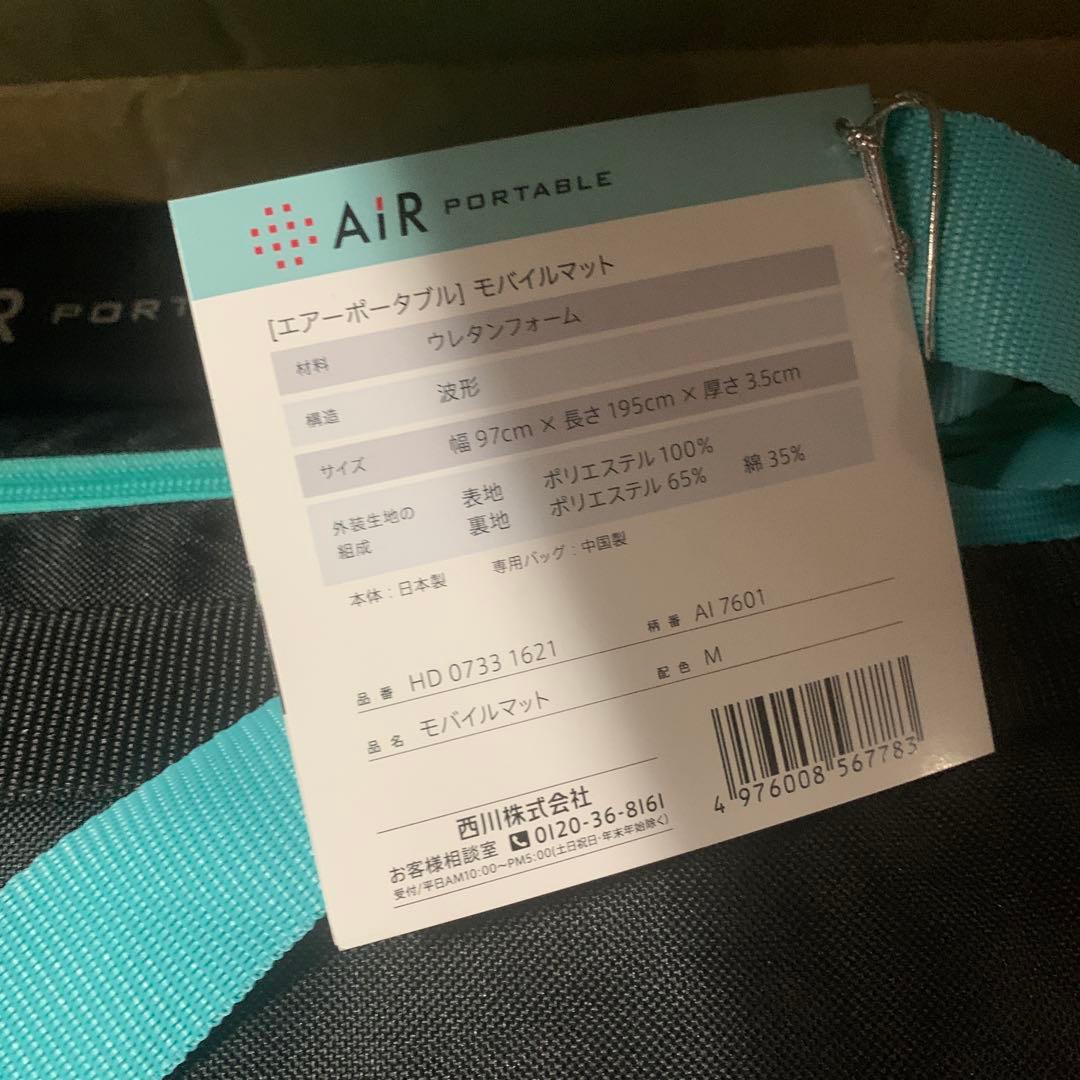 AiR PORTABLE
R PORT
[エアーポータブル] モバイルマット
材料 ウレタンフォーム
構造 波形
サイズ 幅 97cm × 長さ 195cm × 厚さ 3.5cm
外装生地の組成 表地 ポリエステル 100%
裏地 ポリエステル 65% 綿 35%
本体:日本製 専用バッグ:中国製
品番 HD 0733 1621 柄番 AI 7601
品名 モバイルマット 配色 M
4 976008 567783
西川株式会社
お客様相談室 0120-36-8161
受付/平日AM10:00~PM5:00(土日祝日・年末年始除く)